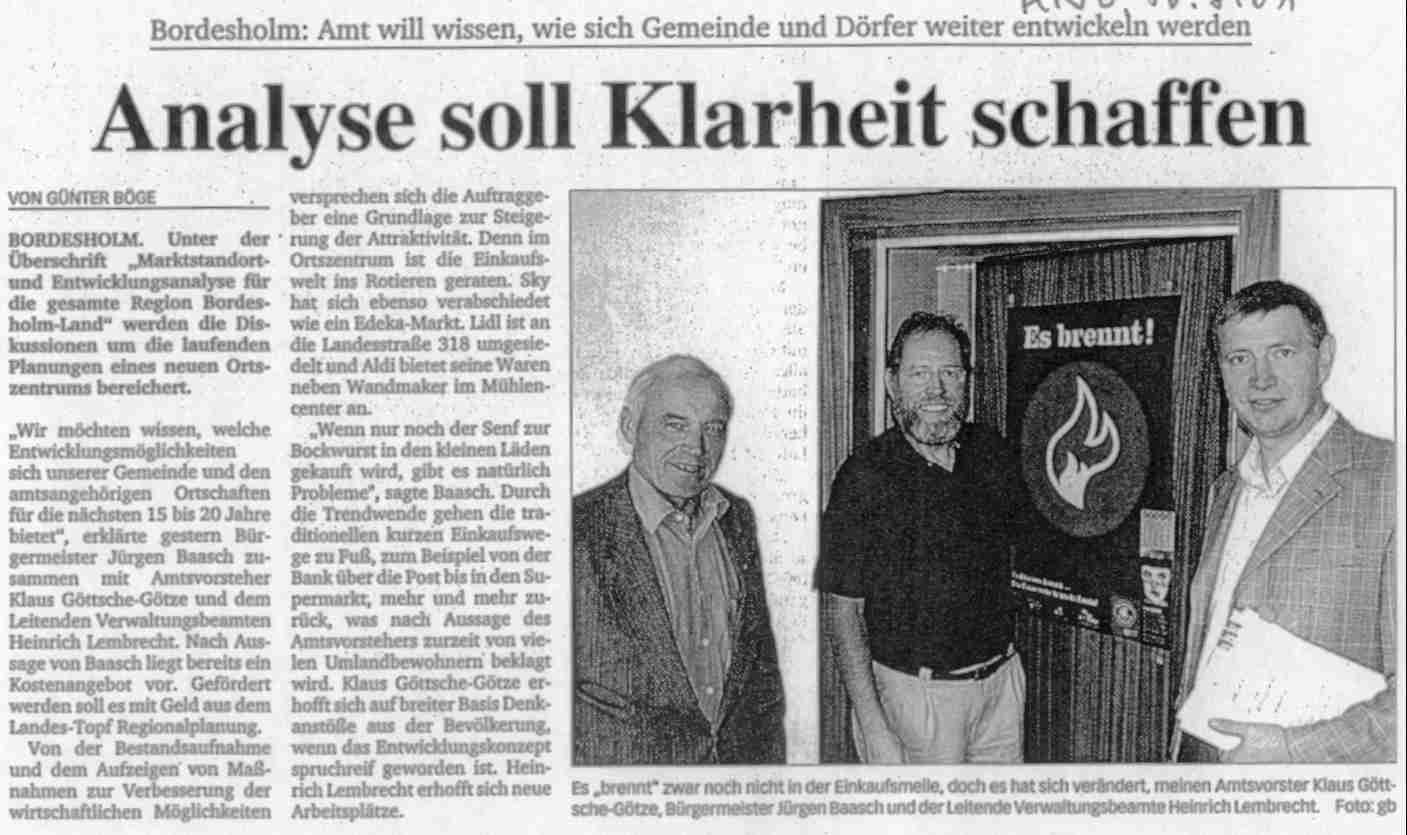 Bordesholm: Amt will wissen, wie sich Gemeinde und Dörfer weiter entwickeln werden
Analyse soll Klarheit schaffen
VON GÜNTER BÖGE
BORDESHOLM. Unter der
Überschrift „Marktstandort-
und Entwicklungsanalyse für
die gesamte Region Bordes-
holm-Land“ werden die Dis-
kussionen um die laufenden
Planungen eines neuen Orts-
zentrums bereichert.
„Wir möchten wissen, welche
Entwicklungsmöglichkeiten
sich unserer Gemeinde und den
amtsangehörigen Ortschaften
für die nächsten 15 bis 20 Jahre
bietet“, erklärte gestern Bür-
germeister Jürgen Baasch zu-
sammen mit Amtsvorsteher
Klaus Göttsche-Götze und dem
Leitenden Verwaltungsbeamten
Heinrich Lembrecht. Nach Aus-
sage von Baasch liegt bereits ein
Kostenangebot vor. Gefördert
werden soll es mit Geld aus dem
Landes-Topf Regionalplanung.
Von der Bestandsaufnahme
und dem Aufzeigen von Maß-
nahmen zur Verbesserung der
wirtschaftlichen Möglichkeiten
versprechen sich die Auftragge-
ber eine Grundlage zur Steige-
rung der Attraktivität. Denn im
Ortszentrum ist die Einkaufs-
welt ins Rotieren geraten. Sky
hat sich ebenso verabschiedet
wie ein Edeka-Markt. Lidl ist an
die Landesstraße 318 umgesie-
delt und Aldi bietet seine Waren
neben Wandmaker im Mühlen-
center an.
„Wenn nur noch der Senf zur
Bockwurst in den kleinen Läden
gekauft wird, gibt es natürlich
Probleme“, sagte Baasch. Durch
die Trendwende gehen die tra-
ditionellen kurzen Einkaufswe-
ge zu Fuß, zum Beispiel von der
Bank über die Post bis in den Su-
permarkt, mehr und mehr zu-
rück, was nach Aussage des
Amtsvorstehers zurzeit von vie-
len Umlandbewohnern beklagt
wird. Klaus Göttsche-Götze er-
hofft sich auf breiter Basis Denk-
anstöße aus der Bevölkerung,
wenn das Entwicklungskonzept
spruchreif geworden ist. Hein-
rich Lembrecht erhofft sich neue
Arbeitsplätze.
Es brennt!
Es „brennt“ zwar noch nicht in der Einkaufsmeile, doch es hat sich verändert, meinen Amtsvorster Klaus Gött-
sche-Götze, Bürgermeister Jürgen Baasch und der Leitende Verwaltungsbeamte Heinrich Lembrecht. Foto: gb